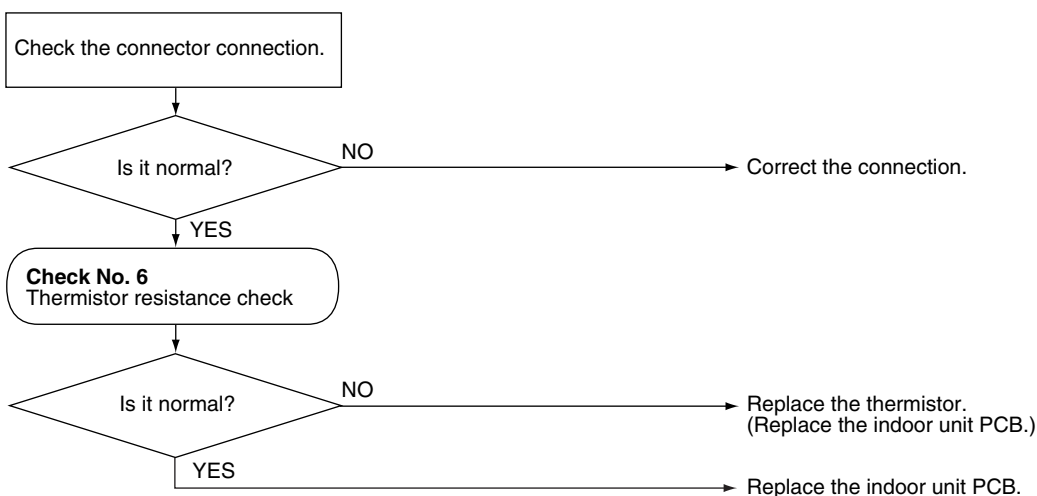 Check the connector connection.
Is it normal?
NO
Correct the connection.
YES
Check No. 6
Thermistor resistance check
Is it normal?
NO
Replace the thermistor.
(Replace the indoor unit PCB.)
YES
Replace the indoor unit PCB.